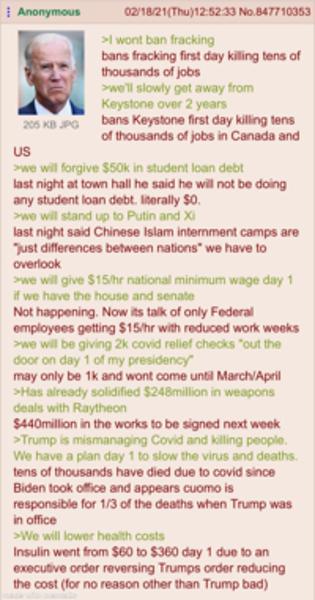 Anonymous 02/18/21(Thu)12:52:33 No.847710353
>I wont ban fracking
bans fracking first day killing tens of
thousands of jobs
>we'll slowly get away from
Keystone over 2 years
205 KB JPG
bans Keystone first day killing tens
of thousands of jobs in Canada and
US
>we will forgive $50k in student loan debt
last night at town hall he said he will not be doing
any student loan debt. literally $0.
>we will stand up to Putin and Xi
last night said Chinese Islam internment camps are
"just differences between nations" we have to
overlook
>we will give $15/hr national minimum wage day 1
if we have the house and senate
Not happening. Now its talk of only Federal
employees getting $15/hr with reduced work weeks
>we will be giving 2k covid relief checks "out the
door on day 1 of my presidency"
may only be 1k and wont come until March/April
>Has already solidified $248million in weapons
deals with Raytheon
$440million in the works to be signed next week
>Trump is mismanaging Covid and killing people.
We have a plan day 1 to slow the virus and deaths.
tens of thousands have died due to covid since
Biden took office and appears cuomo is
responsible for 1/3 of the deaths when Trump was
in office
>We will lower health costs
Insulin went from $60 to $360 day 1 due to an
executive order reversing Trumps order reducing
the cost (for no reason other than Trump bad)